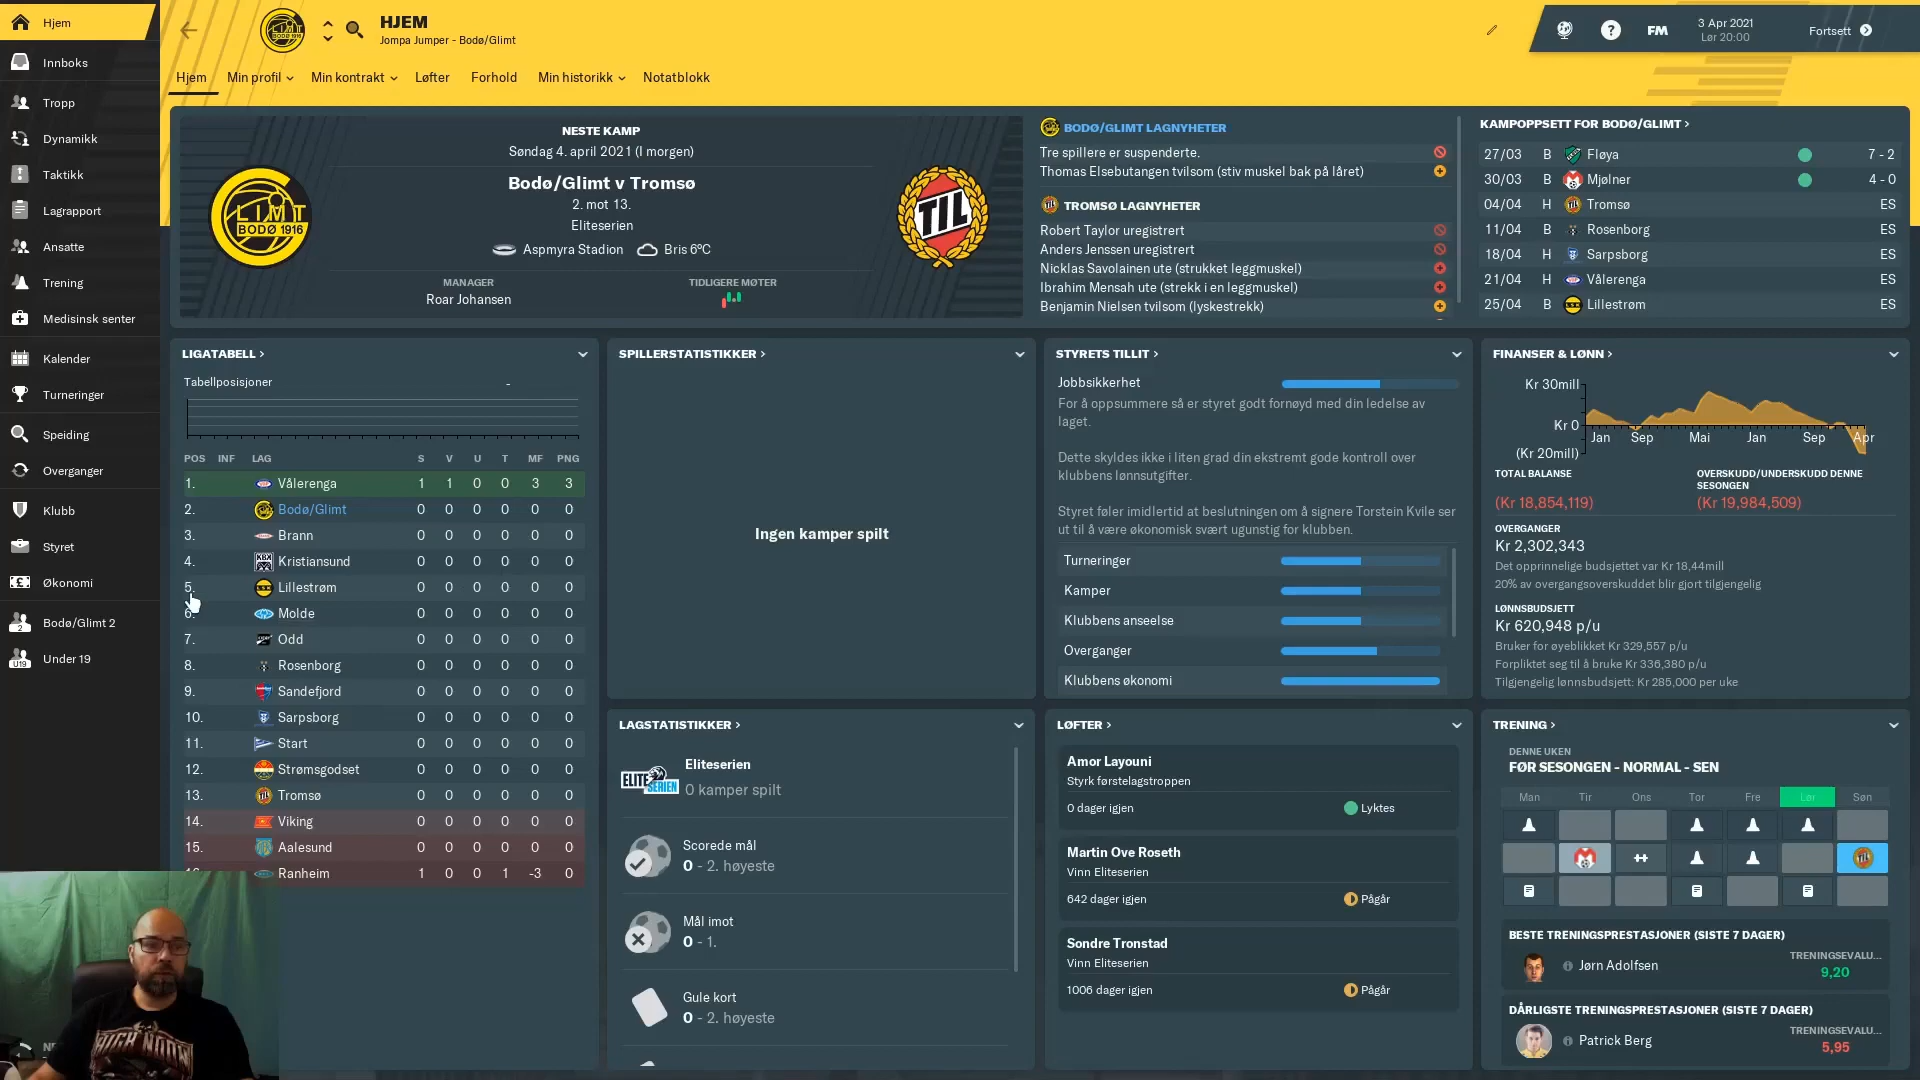 Hjem
Innboks
Tropp
Dynamikk
Taktikk
Lagrapport
Ansatte
Trening
Medisinsk senter
Kalender
Turneringer
Speiding
Overganger
Klubb
Styret
Økonomi
Bodø/Glimt 2
Under 19
HJEM
Jompa Jumper - Bodø/Glimt
3 Apr 2021
Lør 20:00
FM
Fortsett
Hjem Min profil Min kontrakt Løfter Forhold Min historikk Notatblokk
NESTE KAMP
Søndag 4. april 2021 (I morgen)
Bodø/Glimt v Tromsø
2. mot 13.
Eliteserien
Aspmyra Stadion Bris 6°C
MANAGER
Roar Johansen
TIDLIGERE MØTER
GLIMT
BODØ 1916
TIL
BODØ/GLIMT LAGNYHETER
Tre spillere er suspenderte.
Thomas Elsebutangen tvilsom (stiv muskel bak på låret)
TROMSØ LAGNYHETER
Robert Taylor uregistrert
Anders Jenssen uregistrert
Nicklas Savolainen ute (strukket leggmuskel)
Ibrahim Mensah ute (strekk i en leggmuskel)
Benjamin Nielsen tvilsom (lyskestrekk)
KAMPOPPSETT FOR BODØ/GLIMT >
27/03 B Fløya 7 - 2
30/03 B Mjølner 4 - 0
04/04 H Tromsø ES
11/04 B Rosenborg ES
18/04 H Sarpsborg ES
21/04 H Vålerenga ES
25/04 B Lillestrøm ES
LIGATABELL >
Tabellposisjoner -
POS INF LAG S V U T MF PNG
1. Vålerenga 1 1 0 0 3 3
2. Bodø/Glimt 0 0 0 0 0 0
3. Brann 0 0 0 0 0 0
4. Kristiansund 0 0 0 0 0 0
5. Lillestrøm 0 0 0 0 0 0
6. Molde 0 0 0 0 0 0
7. Odd 0 0 0 0 0 0
8. Rosenborg 0 0 0 0 0 0
9. Sandefjord 0 0 0 0 0 0
10. Sarpsborg 0 0 0 0 0 0
11. Start 0 0 0 0 0 0
12. Strømsgodset 0 0 0 0 0 0
13. Tromsø 0 0 0 0 0 0
14. Viking 0 0 0 0 0 0
15. Aalesund 0 0 0 0 0 0
Ranheim 1 0 0 1 -3 0
SPILLERSTATISTIKKER >
Ingen kamper spilt
STYRETS TILLIT >
Jobbsikkerhet
For å oppsummere så er styret godt fornøyd med din ledelse av
laget.
Dette skyldes ikke i liten grad din ekstremt gode kontroll over
klubbens lønnsutgifter.
Styret føler imidlertid at beslutningen om å signere Torstein Kvile ser
ut til å være økonomisk svært ugunstig for klubben.
Turneringer
Kamper
Klubbens anseelse
Overganger
Klubbens økonomi
FINANSER & LØNN >
Kr 30mill
Kr 0
(Kr 20mill)
Jan Sep Mai Jan Sep Apr
TOTAL BALANSE
(Kr 18,854,119)
OVERSKUDD/UNDERSKUDD DENNE
SESONGEN
(Kr 19,984,509)
OVERGANGER
Kr 2,302,343
Det opprinnelige budsjettet var Kr 18,44mill
20% av overgangsoverskuddet blir gjort tilgjengelig
LØNNSBUDSJETT
Kr 620,948 p/u
Bruker for øyeblikket Kr 329,557 p/u
Forpliktet seg til å bruke Kr 336,380 p/u
Tilgjengelig lønnsbudsjett: Kr 285,000 per uke
LAGSTATISTIKKER >
ELITESERIEN
Eliteserien
0 kamper spilt
Scorede mål
0 - 2. høyeste
Mål imot
0 - 1.
Gule kort
0 - 2. høyeste
LØFTER >
Amor Layouni
Styrk førstelagstroppen
0 dager igjen Lyktes
Martin Ove Roseth
Vinn Eliteserien
642 dager igjen Pågår
Sondre Tronstad
Vinn Eliteserien
1006 dager igjen Pågår
TRENING >
DENNE UKEN
FØR SESONGEN - NORMAL - SEN
Man Tir Ons Tor Fre Lør Søn
BESTE TRENINGSPRESTASJONER (SISTE 7 DAGER)
TRENINGSEVALU...
Jørn Adolfsen 9,20
DÅRLIGSTE TRENINGSPRESTASJONER (SISTE 7 DAGER)
TRENINGSEVALU...
Patrick Berg 5,95
HIGH NOON